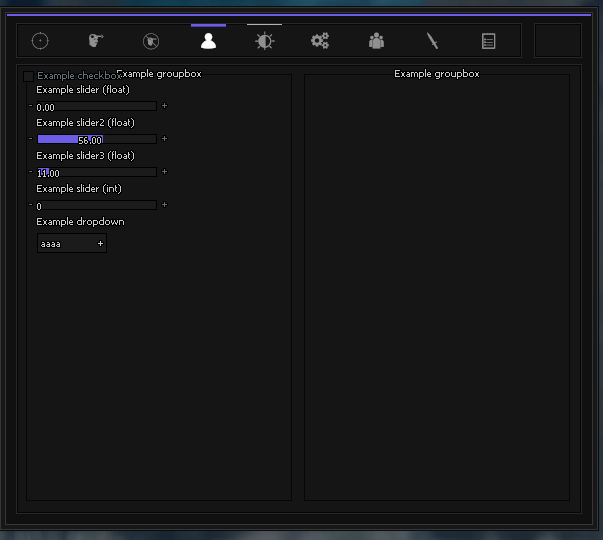 Example checkbox
Example groupbox
Example groupbox
Example slider (float)
- 0.00 +
Example slider2 (float)
- 56.00 +
Example slider3 (float)
- 11.00 +
Example slider (int)
- 0 +
Example dropdown
aaaa +